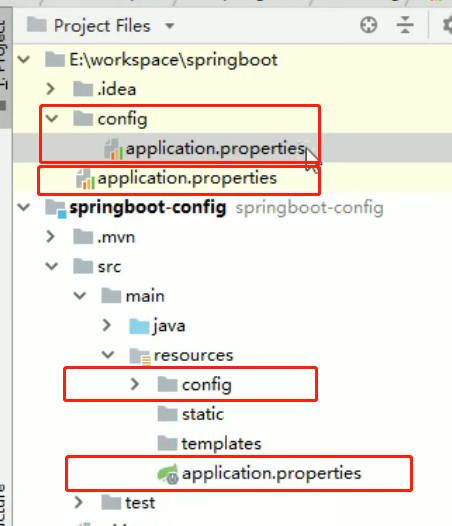 1: Project
Project Files
E:\workspace\springboot
.idea
config
application.properties
application.properties
springboot-config springboot-config
.mvn
src
main
java
resources
config
static
templates
application.properties
test